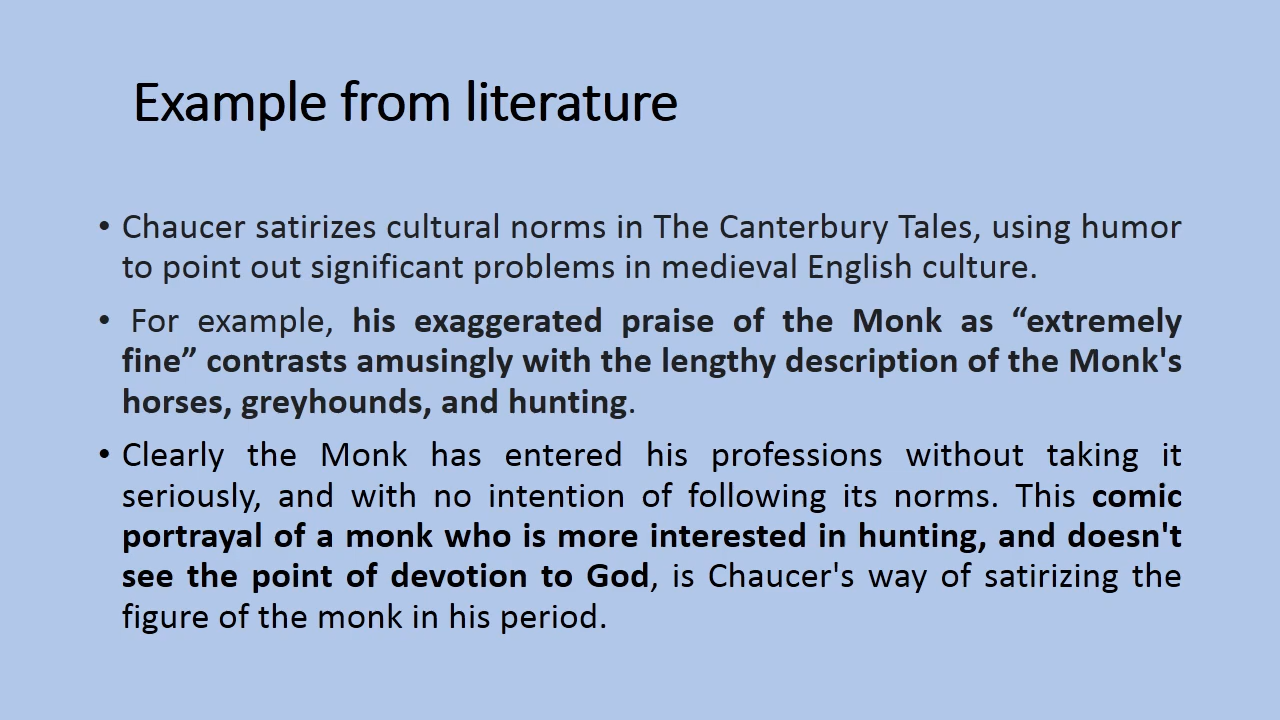 Example from literature
• Chaucer satirizes cultural norms in The Canterbury Tales, using humor
to point out significant problems in medieval English culture.
• For example, his exaggerated praise of the Monk as “extremely
fine” contrasts amusingly with the lengthy description of the Monk's
horses, greyhounds, and hunting.
• Clearly the Monk has entered his professions without taking it
seriously, and with no intention of following its norms. This comic
portrayal of a monk who is more interested in hunting, and doesn't
see the point of devotion to God, is Chaucer's way of satirizing the
figure of the monk in his period.